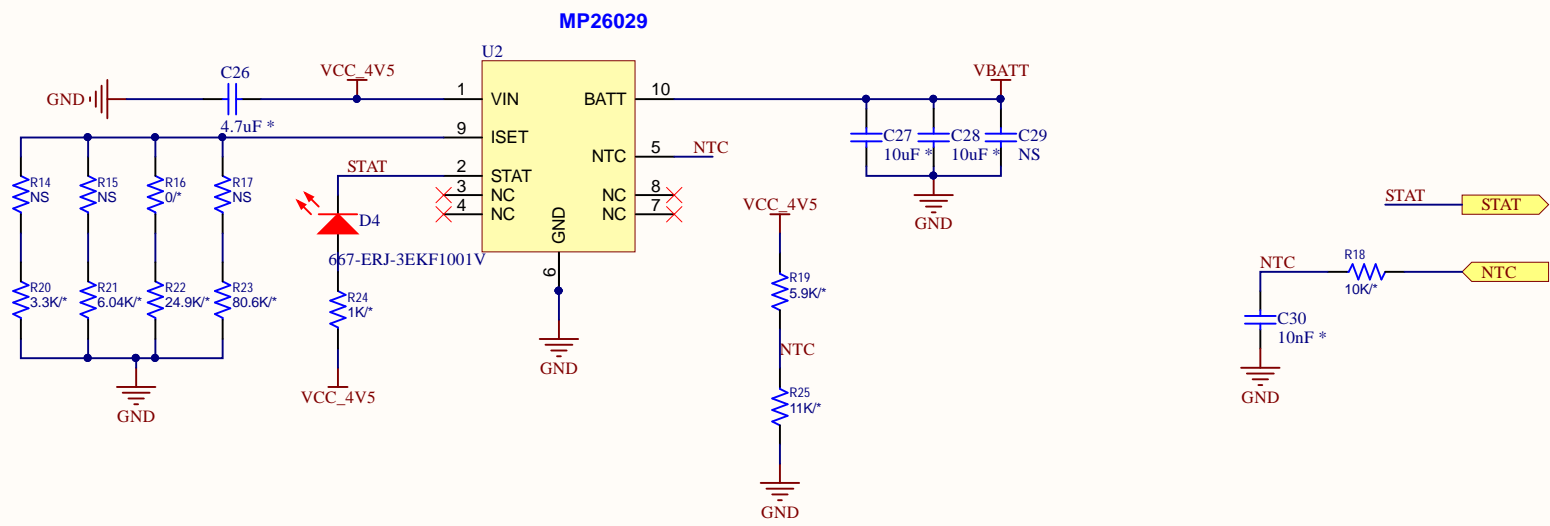 MP26029
U2
GND
C26
4.7uF *
VCC_4V5
1
VIN
BATT
10
VBATT
9
ISET
C27
10uF *
C28
10uF *
C29
NS
NTC
5
NTC
STAT
2
STAT
3
NC
NC
8
4
NC
NC
7
GND
6
GND
GND
R14
NS
R15
NS
R16
0/*
R17
NS
D4
667-ERJ-3EKF1001V
R20
3.3K/*
R21
6.04K/*
R22
24.9K/*
R23
80.6K/*
R24
1K/*
GND
VCC_4V5
VCC_4V5
R19
5.9K/*
NTC
R25
11K/*
GND
STAT
STAT
NTC
R18
10K/*
NTC
C30
10nF *
GND